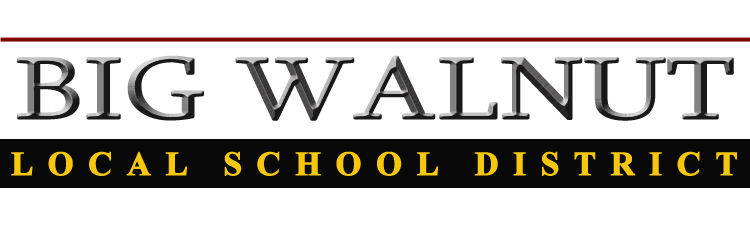 BIG WALNUT
LOCAL SCHOOL DISTRICT